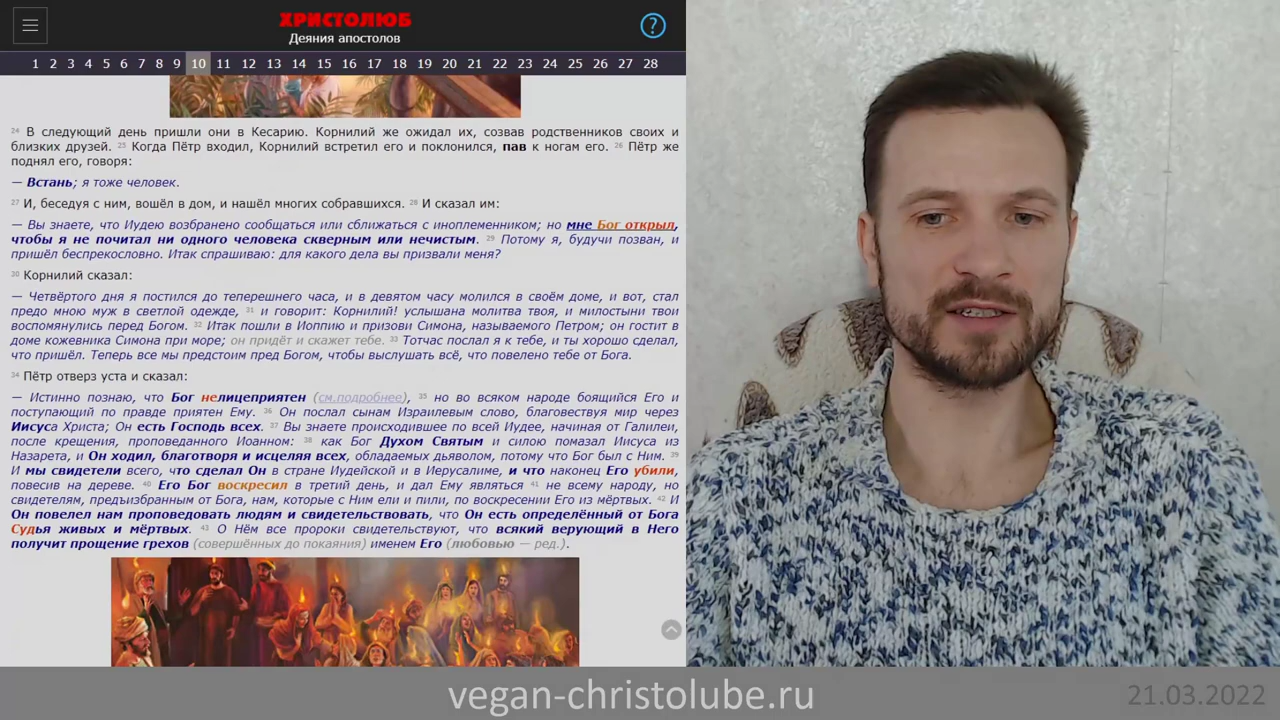 ХРИСТОЛЮБ
Деяния апостолов
?
1 2 3 4 5 6 7 8 9 10 11 12 13 14 15 16 17 18 19 20 21 22 23 24 25 26 27 28
24 В следующий день пришли они в Кесарию. Корнилий же ожидал их, созвав родственников своих и
близких друзей. 25 Когда Пётр входил, Корнилий встретил его и поклонился, пав к ногам его. 26 Пётр же
поднял его, говоря:
— Встань; я тоже человек.
27 И, беседуя с ним, вошёл в дом, и нашёл многих собравшихся. 28 И сказал им:
— Вы знаете, что Иудею возбранено сообщаться или сближаться с иноплеменником; но мне Бог открыл,
чтобы я не почитал ни одного человека скверным или нечистым. 29 Потому я, будучи позван, и
пришёл беспрекословно. Итак спрашиваю: для какого дела вы призвали меня?
30 Корнилий сказал:
— Четвёртого дня я постился до теперешнего часа, и в девятом часу молился в своём доме, и вот, стал
предо мною муж в светлой одежде, 31 и говорит: Корнилий! услышана молитва твоя, и милостыни твои
воспомянулись перед Богом. 32 Итак пошли в Иоппию и призови Симона, называемого Петром; он гостит в
доме кожевника Симона при море; он придёт и скажет тебе. 33 Тотчас послал я к тебе, и ты хорошо сделал,
что пришёл. Теперь все мы предстоим пред Богом, чтобы выслушать всё, что повелено тебе от Бога.
34 Пётр отверз уста и сказал:
— Истинно познаю, что Бог нелицеприятен (см.подробнее), 35 но во всяком народе боящийся Его и
поступающий по правде приятен Ему. 36 Он послал сынам Израилевым слово, благовествуя мир через
Иисуса Христа; Он есть Господь всех. 37 Вы знаете происходившее по всей Иудее, начиная от Галилеи,
после крещения, проповеданного Иоанном: 38 как Бог Духом Святым и силою помазал Иисуса из
Назарета, и Он ходил, благотворя и исцеляя всех, обладаемых дьяволом, потому что Бог был с Ним. 39
И мы свидетели всего, что сделал Он в стране Иудейской и в Иерусалиме, и что наконец Его убили,
повесив на дереве. 40 Его Бог воскресил в третий день, и дал Ему являться 41 не всему народу, но
свидетелям, предъизбранным от Бога, нам, которые с Ним ели и пили, по воскресении Его из мёртвых. 42 И
Он повелел нам проповедовать людям и свидетельствовать, что Он есть определённый от Бога
Судья живых и мёртвых. 43 О Нём все пророки свидетельствуют, что всякий верующий в Него
получит прощение грехов (совершённых до покаяния) именем Его (любовью — ред.).
vegan-christolube.ru
21.03.2022